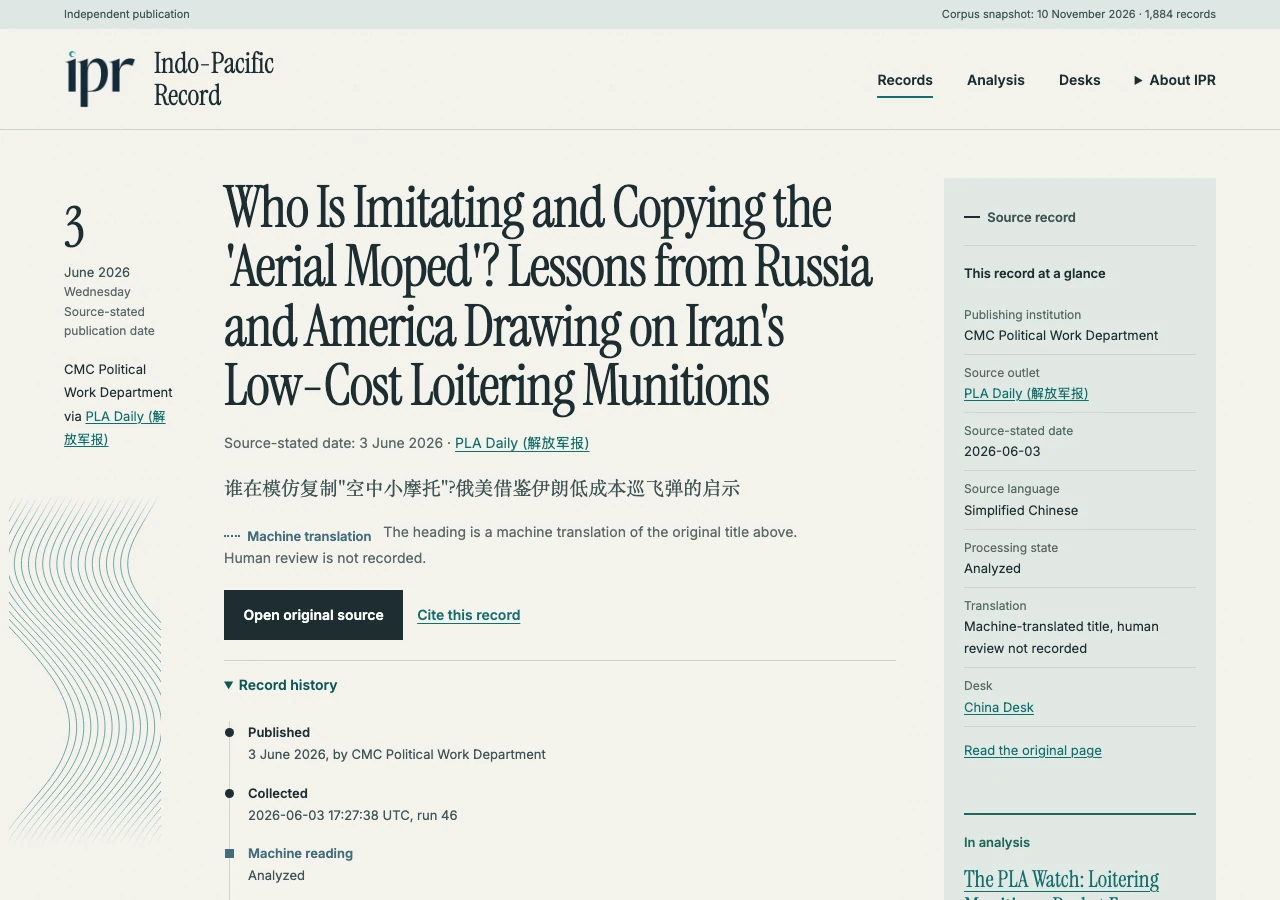 Independent publication
Corpus snapshot: 10 November 2026 · 1,884 records
ipr
Indo-Pacific
Record
Records
Analysis
Desks
About IPR
3
June 2026
Wednesday
Source-stated
publication date
CMC Political
Work Department
via PLA Daily (解
放军报)
Who Is Imitating and Copying the
'Aerial Moped'? Lessons from Russia
and America Drawing on Iran's
Low-Cost Loitering Munitions
Source-stated date: 3 June 2026 · PLA Daily (解放军报)
谁在模仿复制"空中小摩托"?俄美借鉴伊朗低成本巡飞弹的启示
Machine translation The heading is a machine translation of the original title above.
Human review is not recorded.
Open original source
Cite this record
Record history
Published
3 June 2026, by CMC Political Work Department
Collected
2026-06-03 17:27:38 UTC, run 46
Machine reading
Analyzed
Source record
This record at a glance
Publishing institution
CMC Political Work Department
Source outlet
PLA Daily (解放军报)
Source-stated date
2026-06-03
Source language
Simplified Chinese
Processing state
Analyzed
Translation
Machine-translated title, human
review not recorded
Desk
China Desk
Read the original page
In analysis
The PLA Watch: Loitering